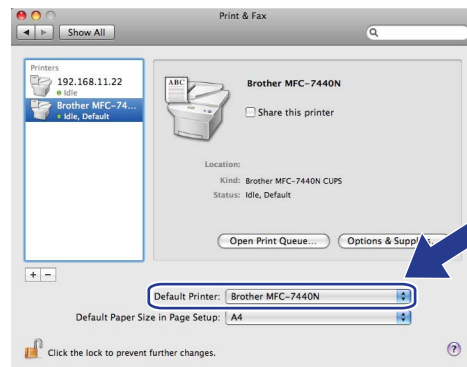 Print & Fax
Show All
Printers
192.168.11.22
Idle
Brother MFC-74...
Idle, Default
ABC
Brother MFC-7440N
Share this printer
Location:
Kind: Brother MFC-7440N CUPS
Status: Idle, Default
Open Print Queue... Options &
+ −
Default Printer: Brother MFC-7440N
Default Paper Size in Page Setup: A4
Click the lock to prevent further changes. ?